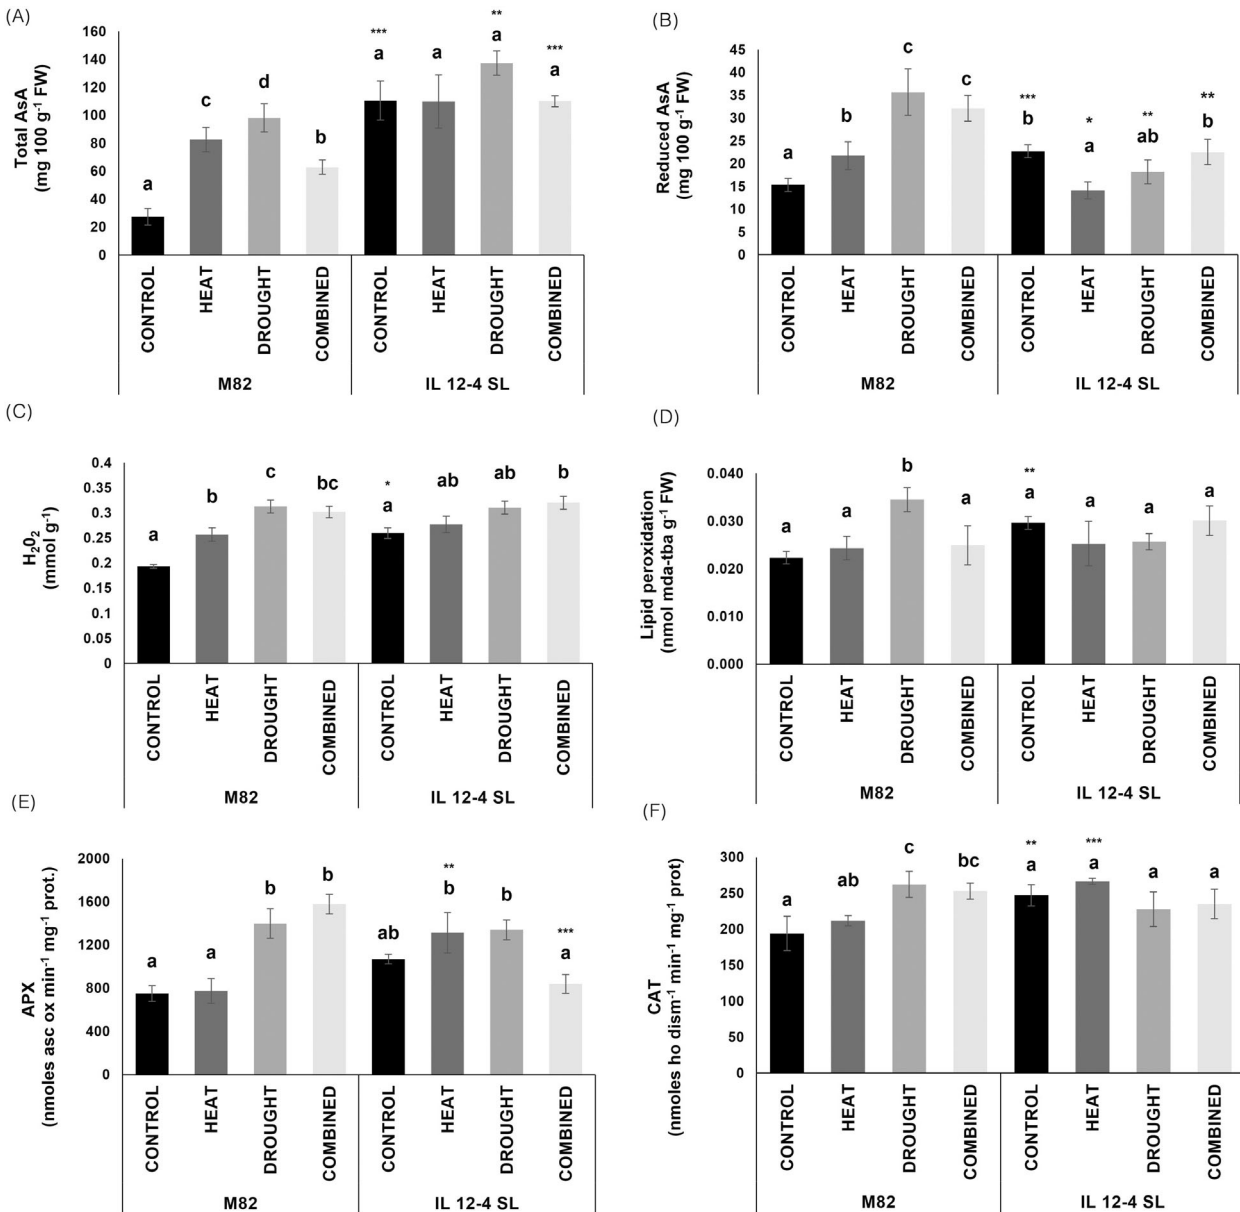 (A)
Total AsA
(mg 100 g⁻¹ FW)
160
140
120
100
80
60
40
20
0
a
c
d
b
***
a
a
**
a
***
a
CONTROL
HEAT
DROUGHT
COMBINED
CONTROL
HEAT
DROUGHT
COMBINED
M82
IL 12-4 SL
(B)
Reduced AsA
(mg 100 g⁻¹ FW)
45
40
35
30
25
20
15
10
5
0
a
b
c
c
***
b
*
a
**
ab
**
b
CONTROL
HEAT
DROUGHT
COMBINED
CONTROL
HEAT
DROUGHT
COMBINED
M82
IL 12-4 SL
(C)
H₂0₂
(mmol g⁻¹)
0.4
0.35
0.3
0.25
0.2
0.15
0.1
0.05
0
a
b
c
bc
*
a
ab
ab
b
CONTROL
HEAT
DROUGHT
COMBINED
CONTROL
HEAT
DROUGHT
COMBINED
M82
IL 12-4 SL
(D)
Lipid peroxidation
(nmol mda-tba g⁻¹ FW)
0.040
0.030
0.020
0.010
0.000
a
a
b
a
**
a
a
a
a
CONTROL
HEAT
DROUGHT
COMBINED
CONTROL
HEAT
DROUGHT
COMBINED
M82
IL 12-4 SL
(E)
APX
(nmoles asc ox min⁻¹ mg⁻¹ prot.)
2000
1600
1200
800
400
0
a
a
b
b
ab
**
b
b
***
a
CONTROL
HEAT
DROUGHT
COMBINED
CONTROL
HEAT
DROUGHT
COMBINED
M82
IL 12-4 SL
(F)
CAT
(nmoles ho dism⁻¹ min⁻¹ mg⁻¹ prot)
300
250
200
150
100
50
0
a
ab
c
bc
**
a
***
a
a
a
CONTROL
HEAT
DROUGHT
COMBINED
CONTROL
HEAT
DROUGHT
COMBINED
M82
IL 12-4 SL